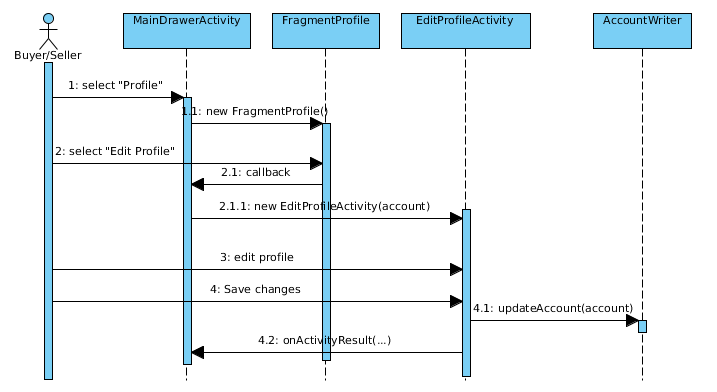 MainDrawerActivity
FragmentProfile
EditProfileActivity
AccountWriter
Buyer/Seller
1: select "Profile"
1.1: new FragmentProfile()
2: select "Edit Profile"
2.1: callback
2.1.1: new EditProfileActivity(account)
3: edit profile
4: Save changes
4.1: updateAccount(account)
4.2: onActivityResult(...)